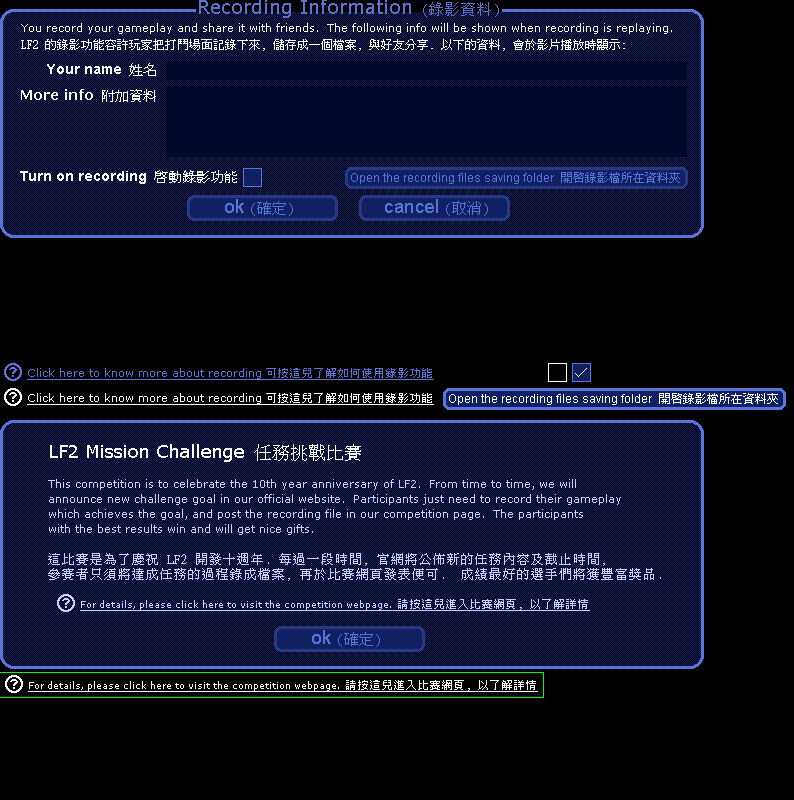 Recording Information (錄影資料)
You record your gameplay and share it with friends. The following info will be shown when recording is replaying.
LF2 的錄影功能容許玩家把打鬥場面記錄下來, 儲存成一個檔案, 與好友分享. 以下的資料, 會於影片播放時顯示:
Your name 姓名
More info 附加資料
Turn on recording 啓動錄影功能
Open the recording files saving folder 開啓錄影檔所在資料夾
ok (確定)
cancel (取消)
Click here to know more about recording 可按這兒了解如何使用錄影功能
Click here to know more about recording 可按這兒了解如何使用錄影功能
Open the recording files saving folder 開啓錄影檔所在資料夾
LF2 Mission Challenge 任務挑戰比賽
This competition is to celebrate the 10th year anniversary of LF2. From time to time, we will
announce new challenge goal in our official website. Participants just need to record their gameplay
which achieves the goal, and post the recording file in our competition page. The participants
with the best results win and will get nice gifts.
這比賽是為了慶祝 LF2 開發十週年. 每過一段時間, 官網將公佈新的任務內容及截止時間,
參賽者只須將達成任務的過程錄成檔案, 再於比賽網頁發表便可. 成績最好的選手們將獲豐富獎品.
For details, please click here to visit the competition webpage. 請按這兒進入比賽網頁, 以了解詳情
ok (確定)
For details, please click here to visit the competition webpage. 請按這兒進入比賽網頁, 以了解詳情